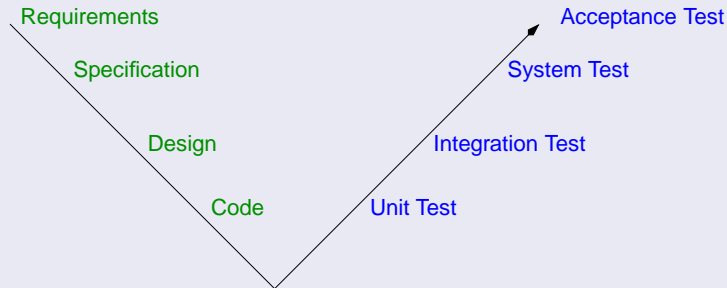 Requirements
Acceptance Test
Specification
System Test
Design
Integration Test
Code
Unit Test